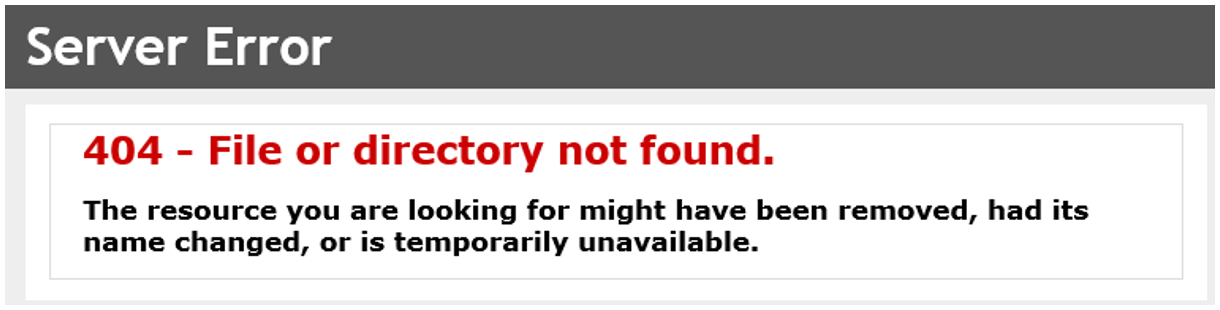 Server Error
404 - File or directory not found.
The resource you are looking for might have been removed, had its
name changed, or is temporarily unavailable.